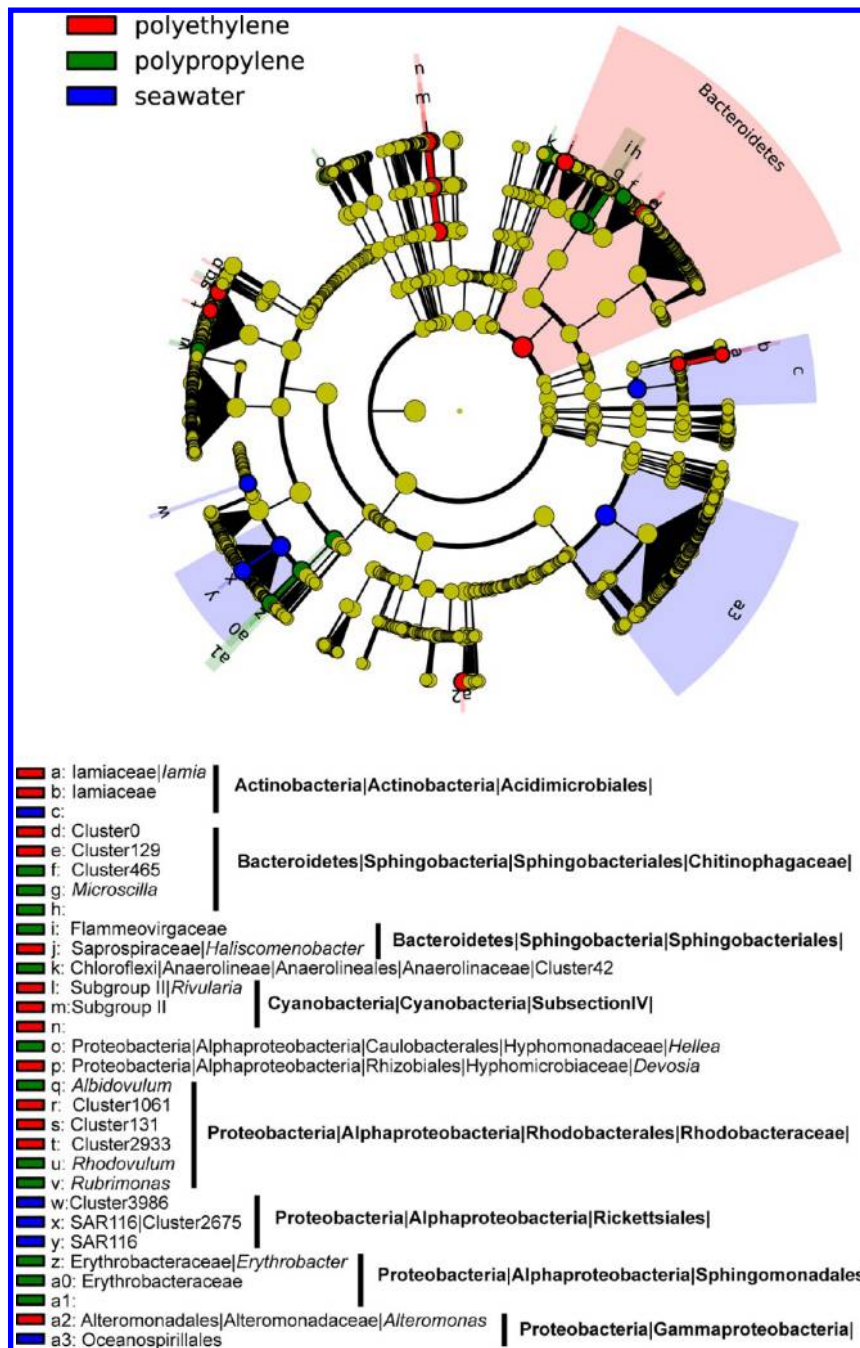 polyethylene
polypropylene
seawater
n
m
o
k
j
i h
g
f
Bacteroidetes
a
b
c
w
x
y
z
a0
a1
a2
a3
a: Iamiaceae|Iamia
b: Iamiaceae
c:
Actinobacteria|Actinobacteria|Acidimicrobiales|
d: Cluster0
e: Cluster129
f: Cluster465
g: Microscilla
h:
Bacteroidetes|Sphingobacteria|Sphingobacteriales|Chitinophagaceae|
i: Flammeovirgaceae
j: Saprospiraceae|Haliscomenobacter
Bacteroidetes|Sphingobacteria|Sphingobacteriales|
k: Chloroflexi|Anaerolineae|Anaerolineales|Anaerolinaceae|Cluster42
l: Subgroup II|Rivularia
m:Subgroup II
n:
Cyanobacteria|Cyanobacteria|SubsectionIV|
o: Proteobacteria|Alphaproteobacteria|Caulobacterales|Hyphomonadaceae|Hellea
p: Proteobacteria|Alphaproteobacteria|Rhizobiales|Hyphomicrobiaceae|Devosia
q: Albidovulum
r: Cluster1061
s: Cluster131
t: Cluster2933
u: Rhodovulum
v: Rubrimonas
Proteobacteria|Alphaproteobacteria|Rhodobacterales|Rhodobacteraceae|
w:Cluster3986
x: SAR116|Cluster2675
y: SAR116
Proteobacteria|Alphaproteobacteria|Rickettsiales|
z: Erythrobacteraceae|Erythrobacter
a0: Erythrobacteraceae
a1:
Proteobacteria|Alphaproteobacteria|Sphingomonadales
a2: Alteromonadales|Alteromonadaceae|Alteromonas
a3: Oceanospirillales
Proteobacteria|Gammaproteobacteria|